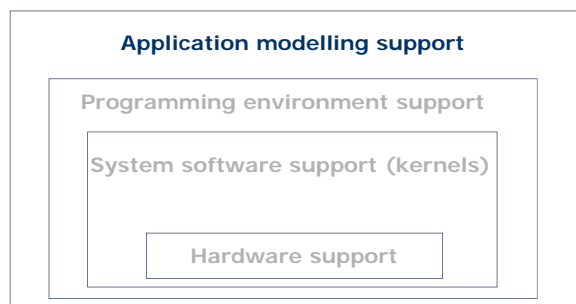 Application modelling support
Programming environment support
System software support (kernels)
Hardware support